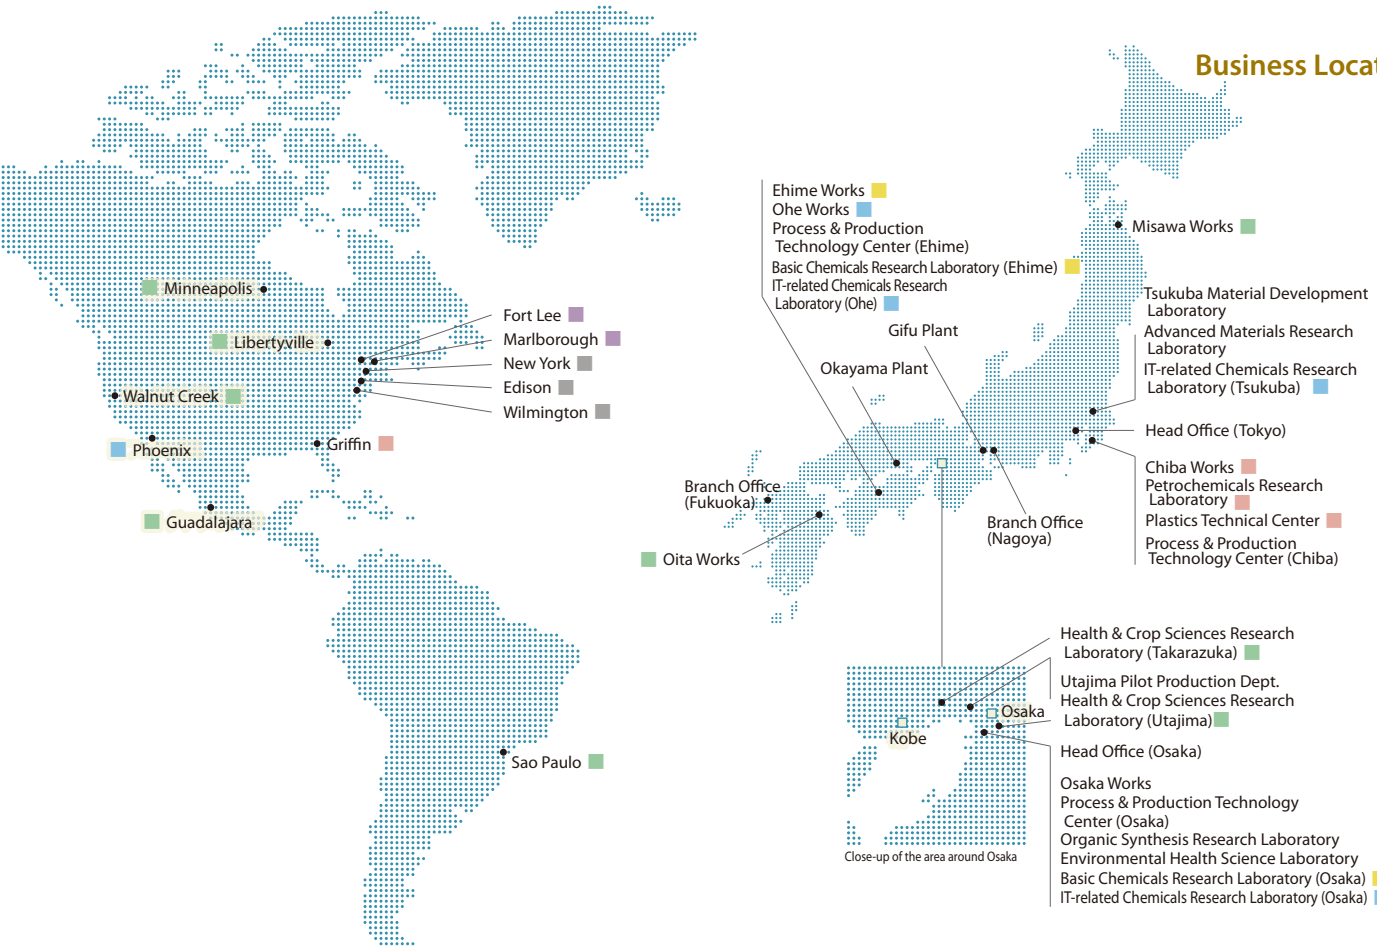 Business Locat
Minneapolis
Libertyville
Walnut Creek
Phoenix
Guadalajara
Griffin
Fort Lee
Marlborough
New York
Edison
Wilmington
Sao Paulo
Ehime Works
Ohe Works
Process & Production
Technology Center (Ehime)
Basic Chemicals Research Laboratory (Ehime)
IT-related Chemicals Research
Laboratory (Ohe)
Gifu Plant
Okayama Plant
Branch Office
(Fukuoka)
Oita Works
Branch Office
(Nagoya)
Misawa Works
Tsukuba Material Development
Laboratory
Advanced Materials Research
Laboratory
IT-related Chemicals Research
Laboratory (Tsukuba)
Head Office (Tokyo)
Chiba Works
Petrochemicals Research
Laboratory
Plastics Technical Center
Process & Production
Technology Center (Chiba)
Kobe
Osaka
Close-up of the area around Osaka
Health & Crop Sciences Research
Laboratory (Takarazuka)
Utajima Pilot Production Dept.
Health & Crop Sciences Research
Laboratory (Utajima)
Head Office (Osaka)
Osaka Works
Process & Production Technology
Center (Osaka)
Organic Synthesis Research Laboratory
Environmental Health Science Laboratory
Basic Chemicals Research Laboratory (Osaka)
IT-related Chemicals Research Laboratory (Osaka)